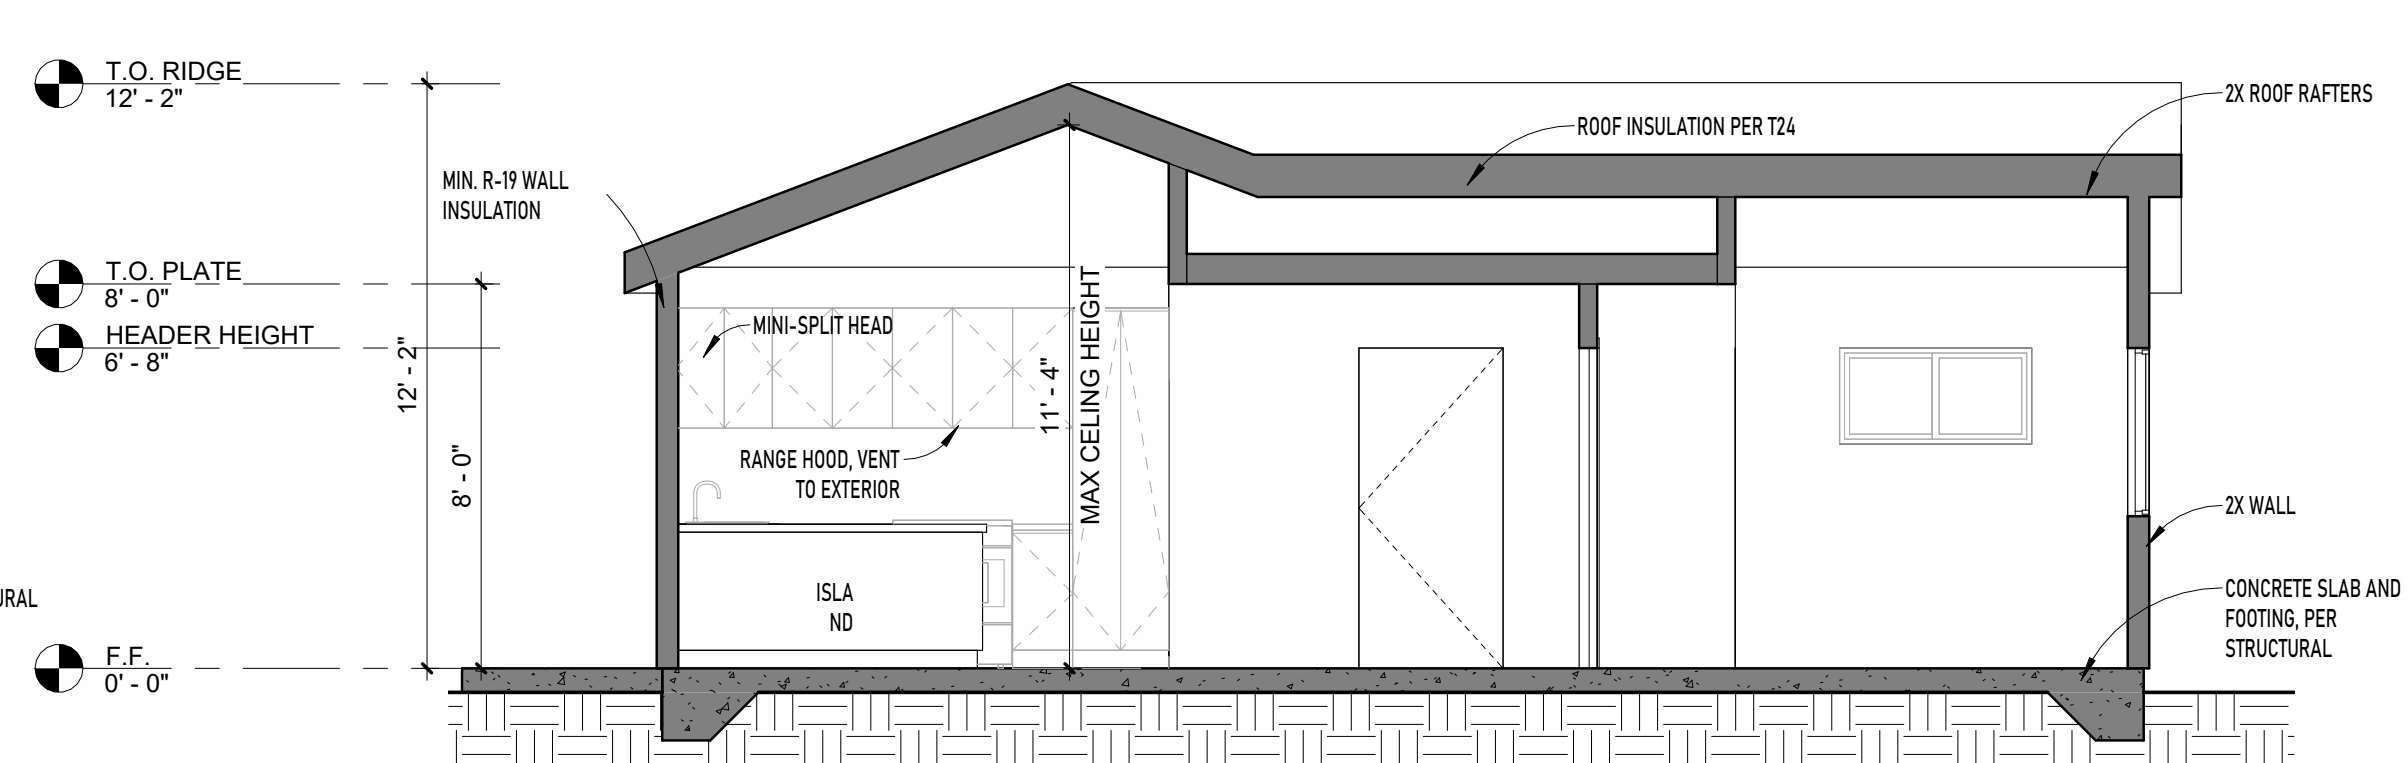 T.O. RIDGE
12' - 2"
MIN. R-19 WALL
INSULATION
T.O. PLATE
8' - 0"
HEADER HEIGHT
6' - 8"
12' - 2"
8' - 0"
URAL
F.F.
0' - 0"
MINI-SPLIT HEAD
RANGE HOOD, VENT
TO EXTERIOR
ISLA
ND
11' - 4"
MAX CELING HEIGHT
ROOF INSULATION PER T24
2X ROOF RAFTERS
2X WALL
CONCRETE SLAB AND
FOOTING, PER
STRUCTURAL